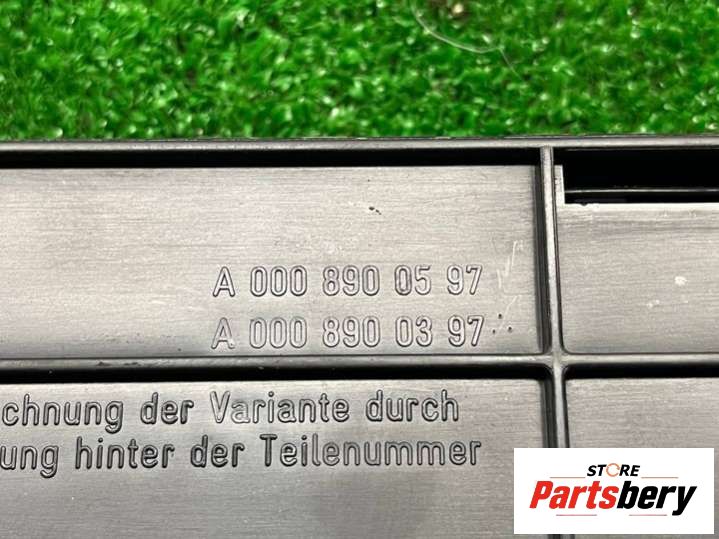 A 000 890 05 97
A 000 890 03 97
chnung der Variante durch
ung hinter der Teilenummer
STORE
Partsbery